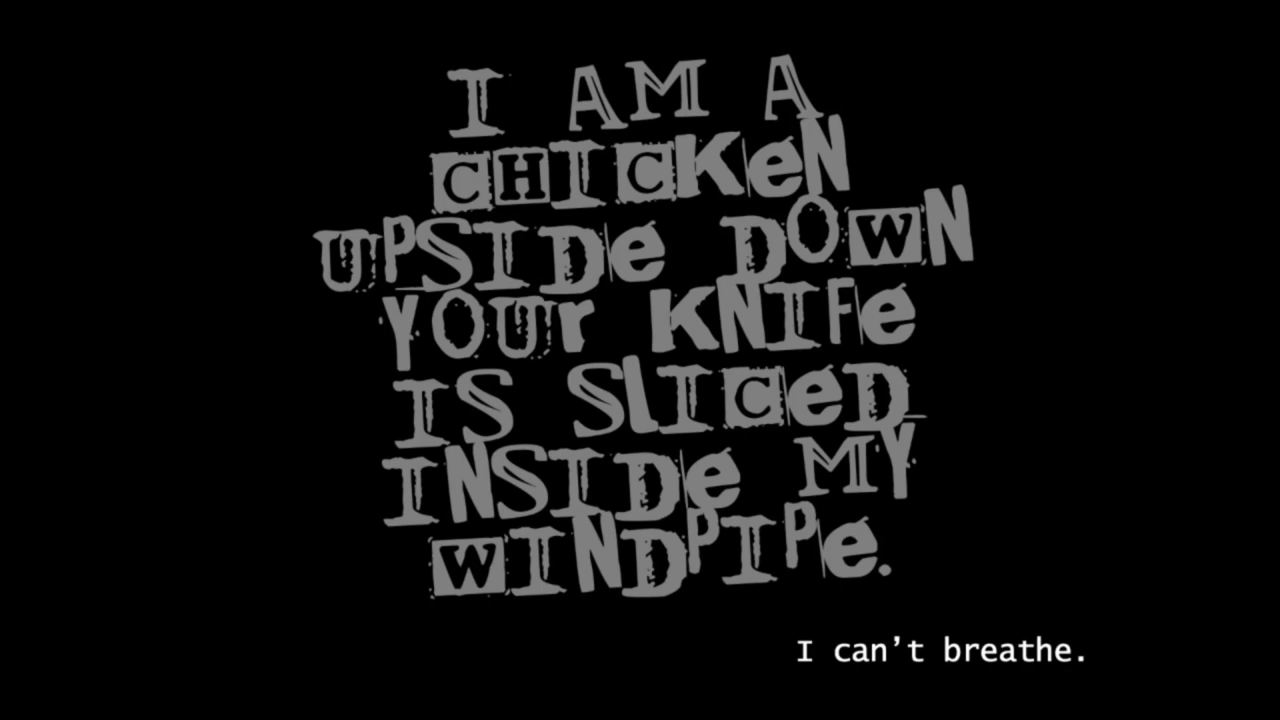 I AM A
CHICKeN
UPSIDe DOWN
YOUr KNIFe
IS SlICeD
INSIDe MY
WINDPIPe.
I can’t breathe.